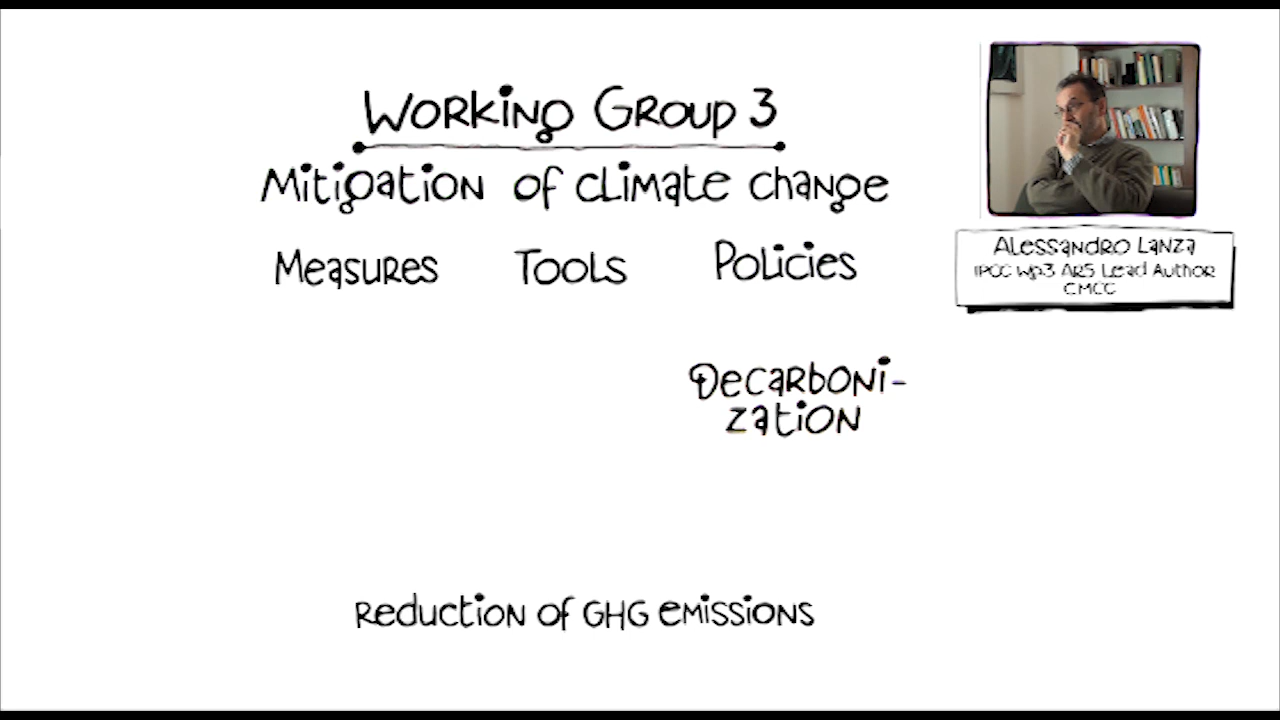 Working Group 3
Mitigation of climate change
Measures Tools Policies
Decarboni-
zation
Reduction of GHG emissions
Alessandro Lanza
IPCC Wp3 AR5 Lead Author
CMCC